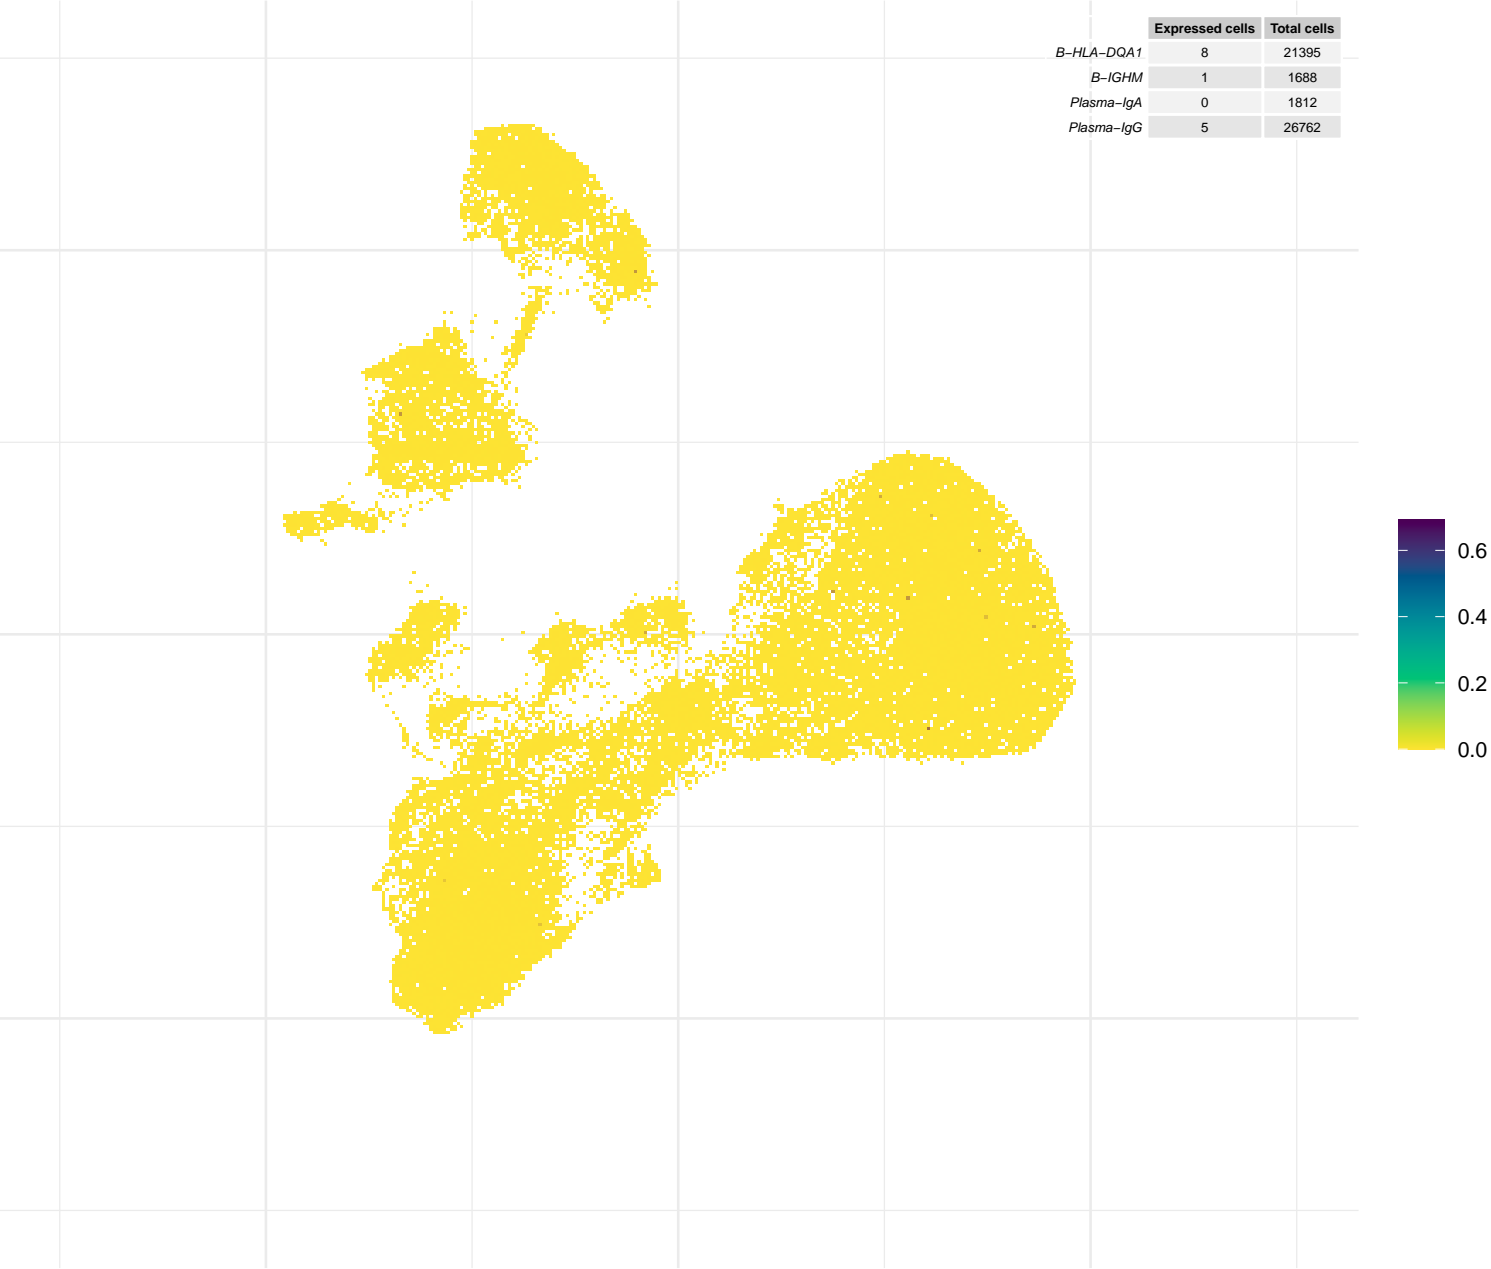 Expressed cells Total cells
B-HLA-DQA1 8 21395
B-IGHM 1 1688
Plasma-IgA 0 1812
Plasma-IgG 5 26762
0.6
0.4
0.2
0.0